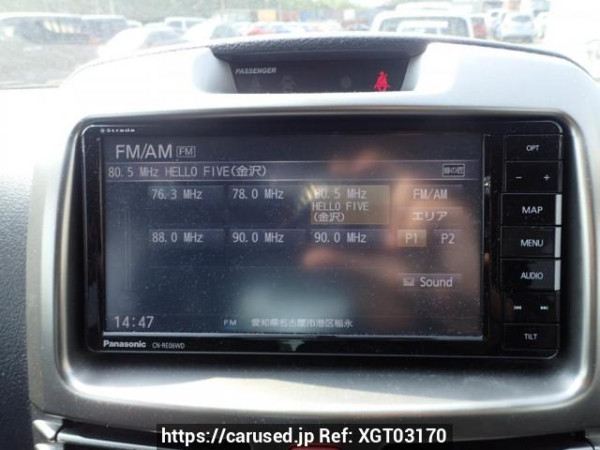 PASSENGER
Strada
FM/AM FM
80.5 MHz HELLO FIVE(金沢)
76.3 MHz 78.0 MHz 80.5 MHz FM/AM
HELLO FIVE
(金沢)
エリア
88.0 MHz 90.0 MHz 90.0 MHz P1 P2
Sound
14:47 FM 愛知県名古屋市港区稲永
Panasonic CN-RE06WD
OPT
- +
MAP
MENU
AUDIO
TILT
https://carused.jp Ref: XGT03170